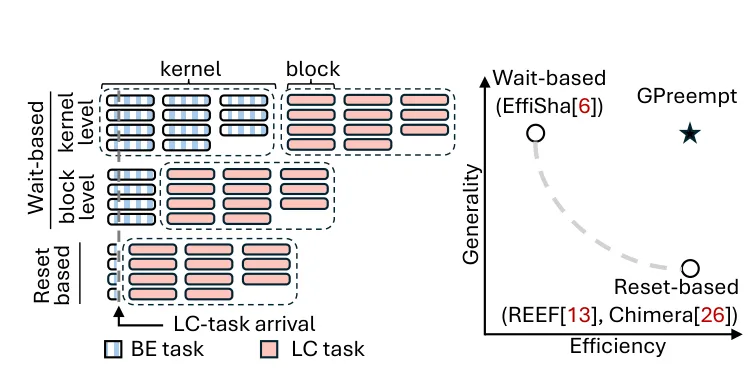 kernel
block
Wait-based
kernel
level
block
level
Reset
based
LC-task arrival
BE task
LC task
Wait-based
(EffiSha[6])
GPreempt
Generality
Reset-based
(REEF[13], Chimera[26])
Efficiency